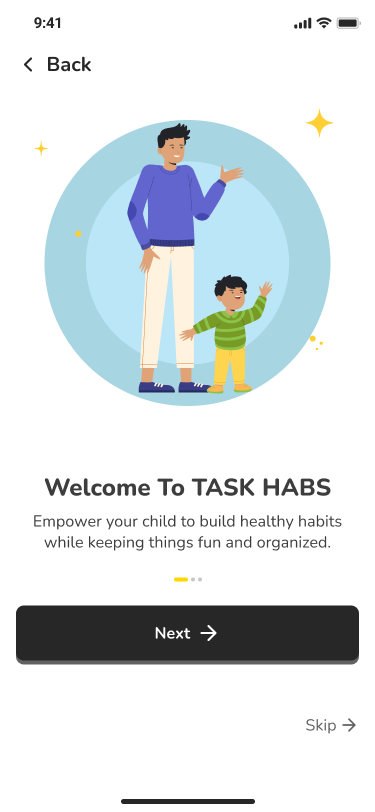 9:41
Back
Welcome To TASK HABS
Empower your child to build healthy habits
while keeping things fun and organized.
Next
Skip